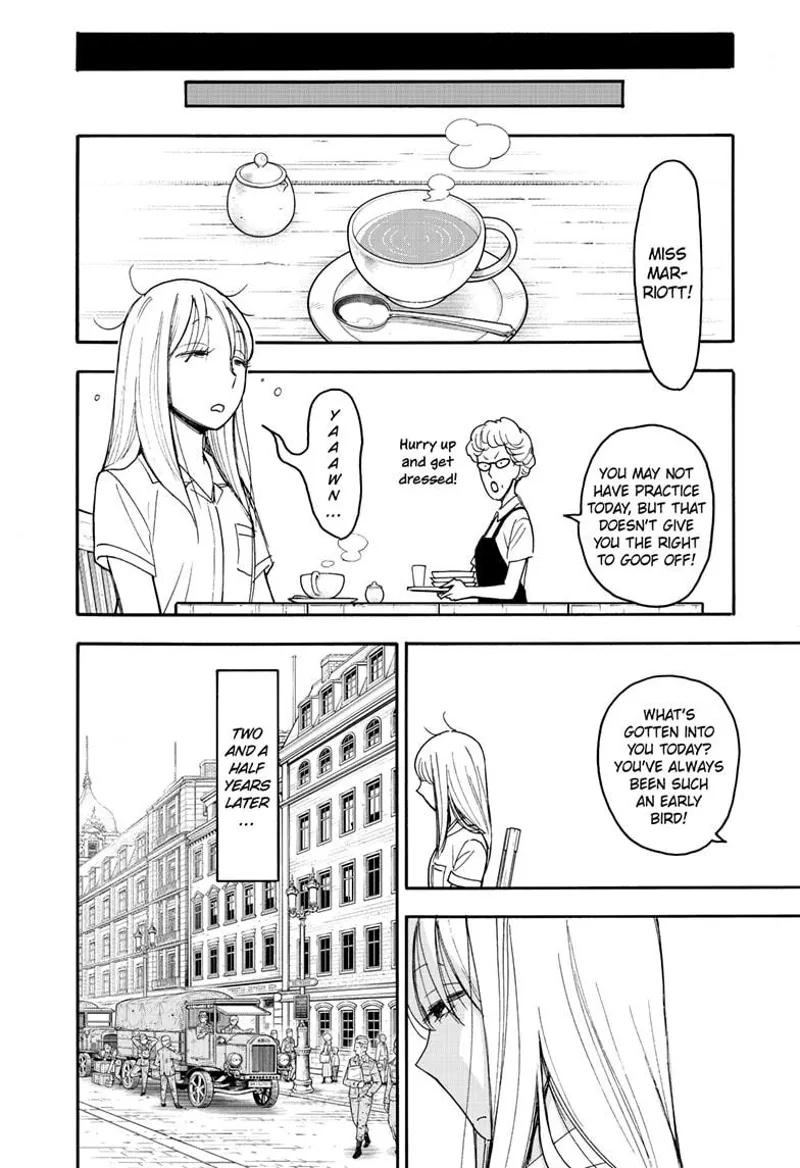 MISS
MAR-
RIOTT!
YOU MAY NOT
HAVE PRACTICE
TODAY, BUT THAT
DOESN'T GIVE
YOU THE RIGHT
TO GOOF OFF!
Hurry up
and get
dressed!
YAAAWN...
WHAT'S
GOTTEN INTO
YOU TODAY?
YOU'VE ALWAYS
BEEN SUCH
AN EARLY
BIRD!
TWO
AND A
HALF
YEARS
LATER
...